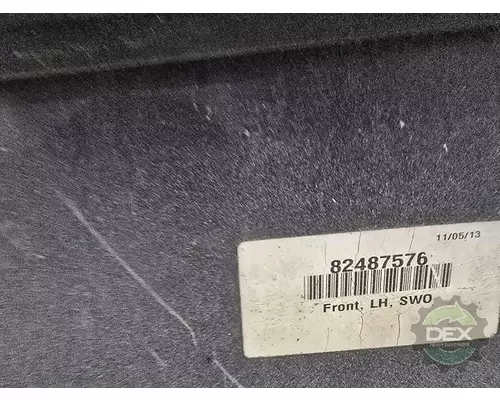 11/05/13
82487576
Front, LH, SWO
DEX